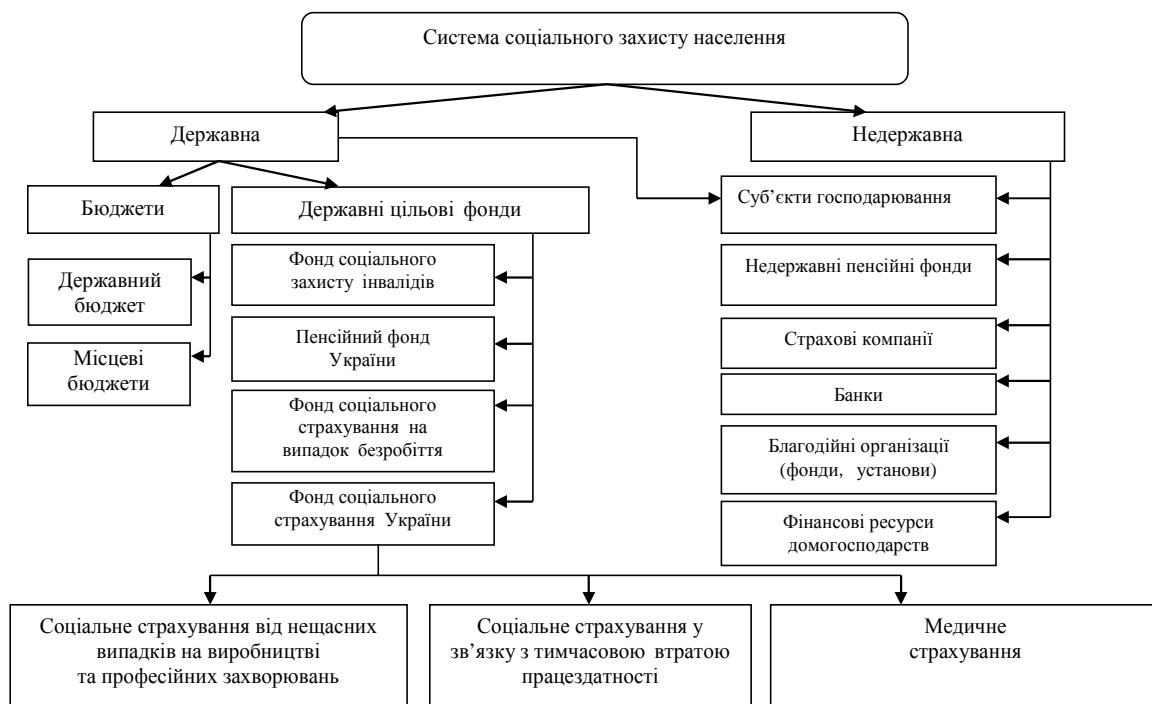 Система соціального захисту населення
Державна
Недержавна
Бюджети
Державні цільові фонди
Державний
бюджет
Місцеві
бюджети
Фонд соціального
захисту інвалідів
Пенсійний фонд
України
Фонд соціального
страхування на
випадок безробіття
Фонд соціального
страхування України
Суб’єкти господарювання
Недержавні пенсійні фонди
Страхові компанії
Банки
Благодійні організації
(фонди, установи)
Фінансові ресурси
домогосподарств
Соціальне страхування від нещасних
випадків на виробництві
та професійних захворювань
Соціальне страхування у
зв’язку з тимчасовою втратою
працездатності
Медичне
страхування